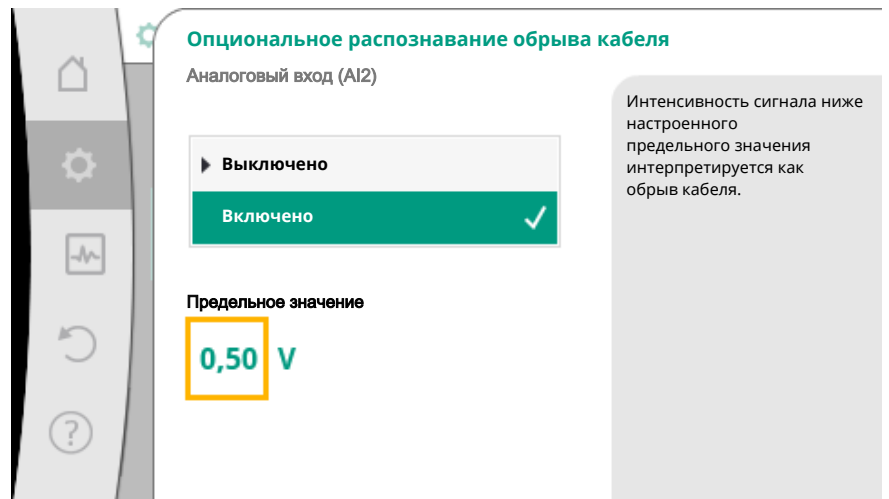 Опциональное распознавание обрыва кабеля
Аналоговый вход (AI2)
Интенсивность сигнала ниже
настроенного
предельного значения
интерпретируется как
обрыв кабеля.
Выключено
Включено
Предельное значение
0,50 V
?